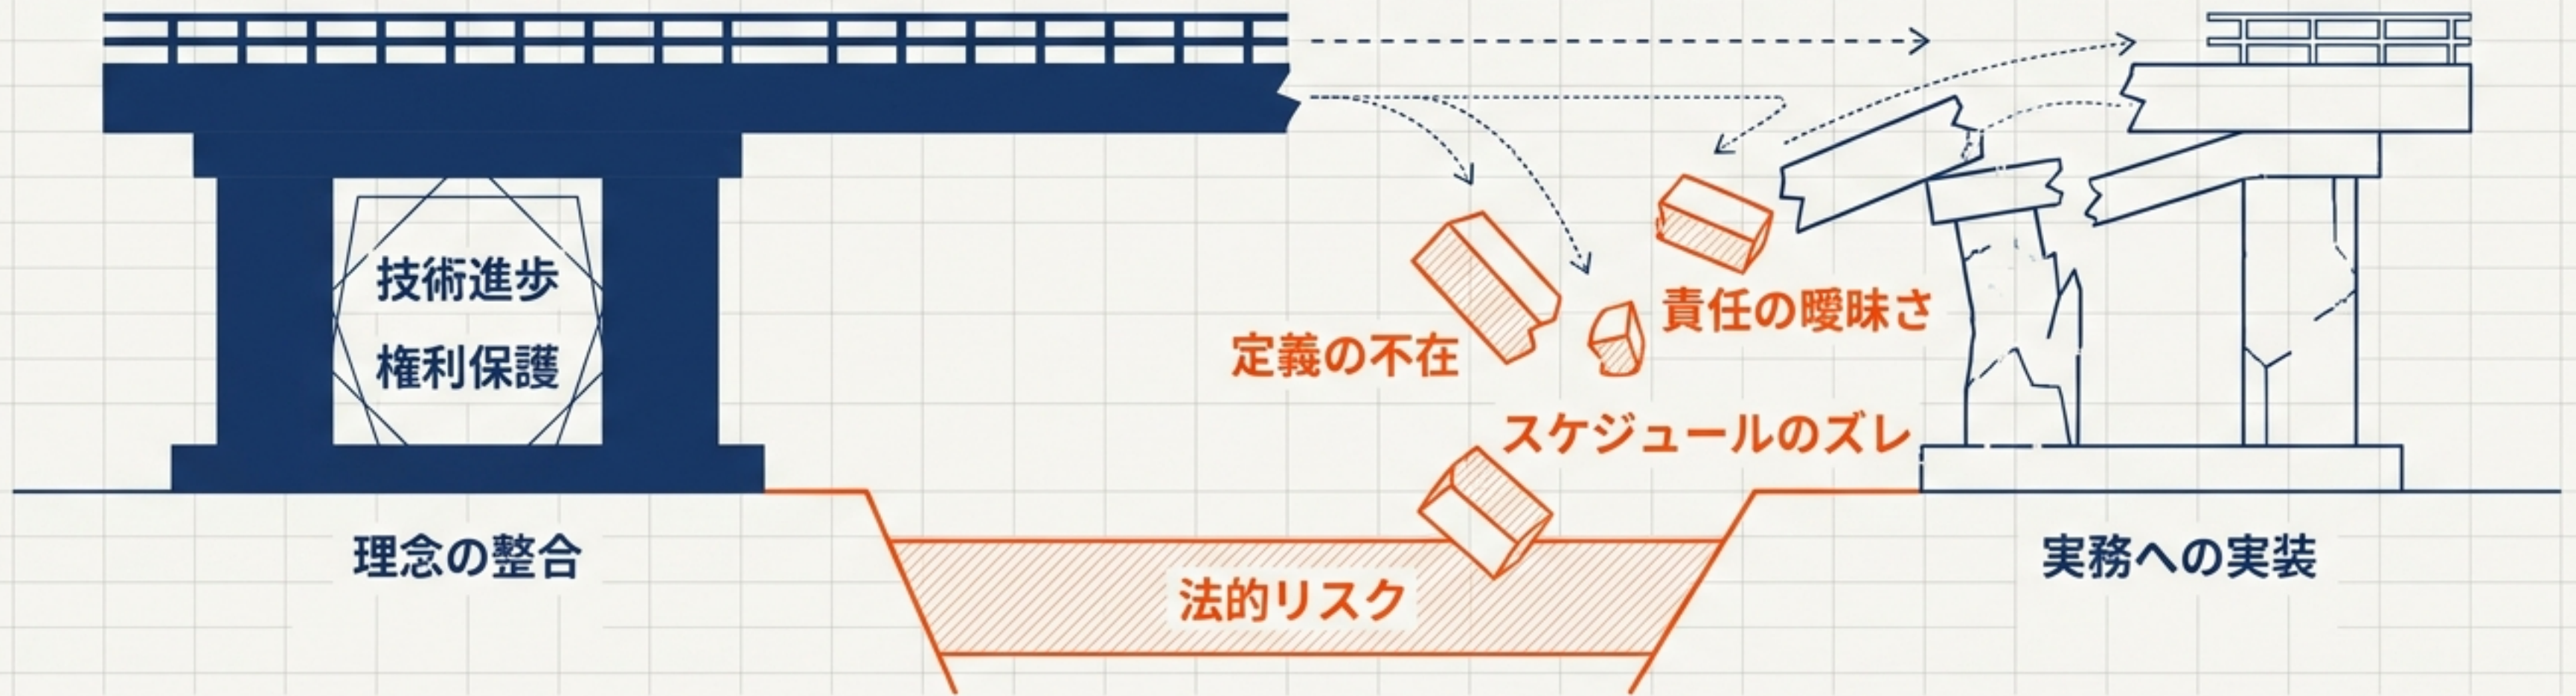 技術進歩
権利保護
理念の整合
定義の不在
責任の曖昧さ
スケジュールのズレ
法的リスク
実務への実装